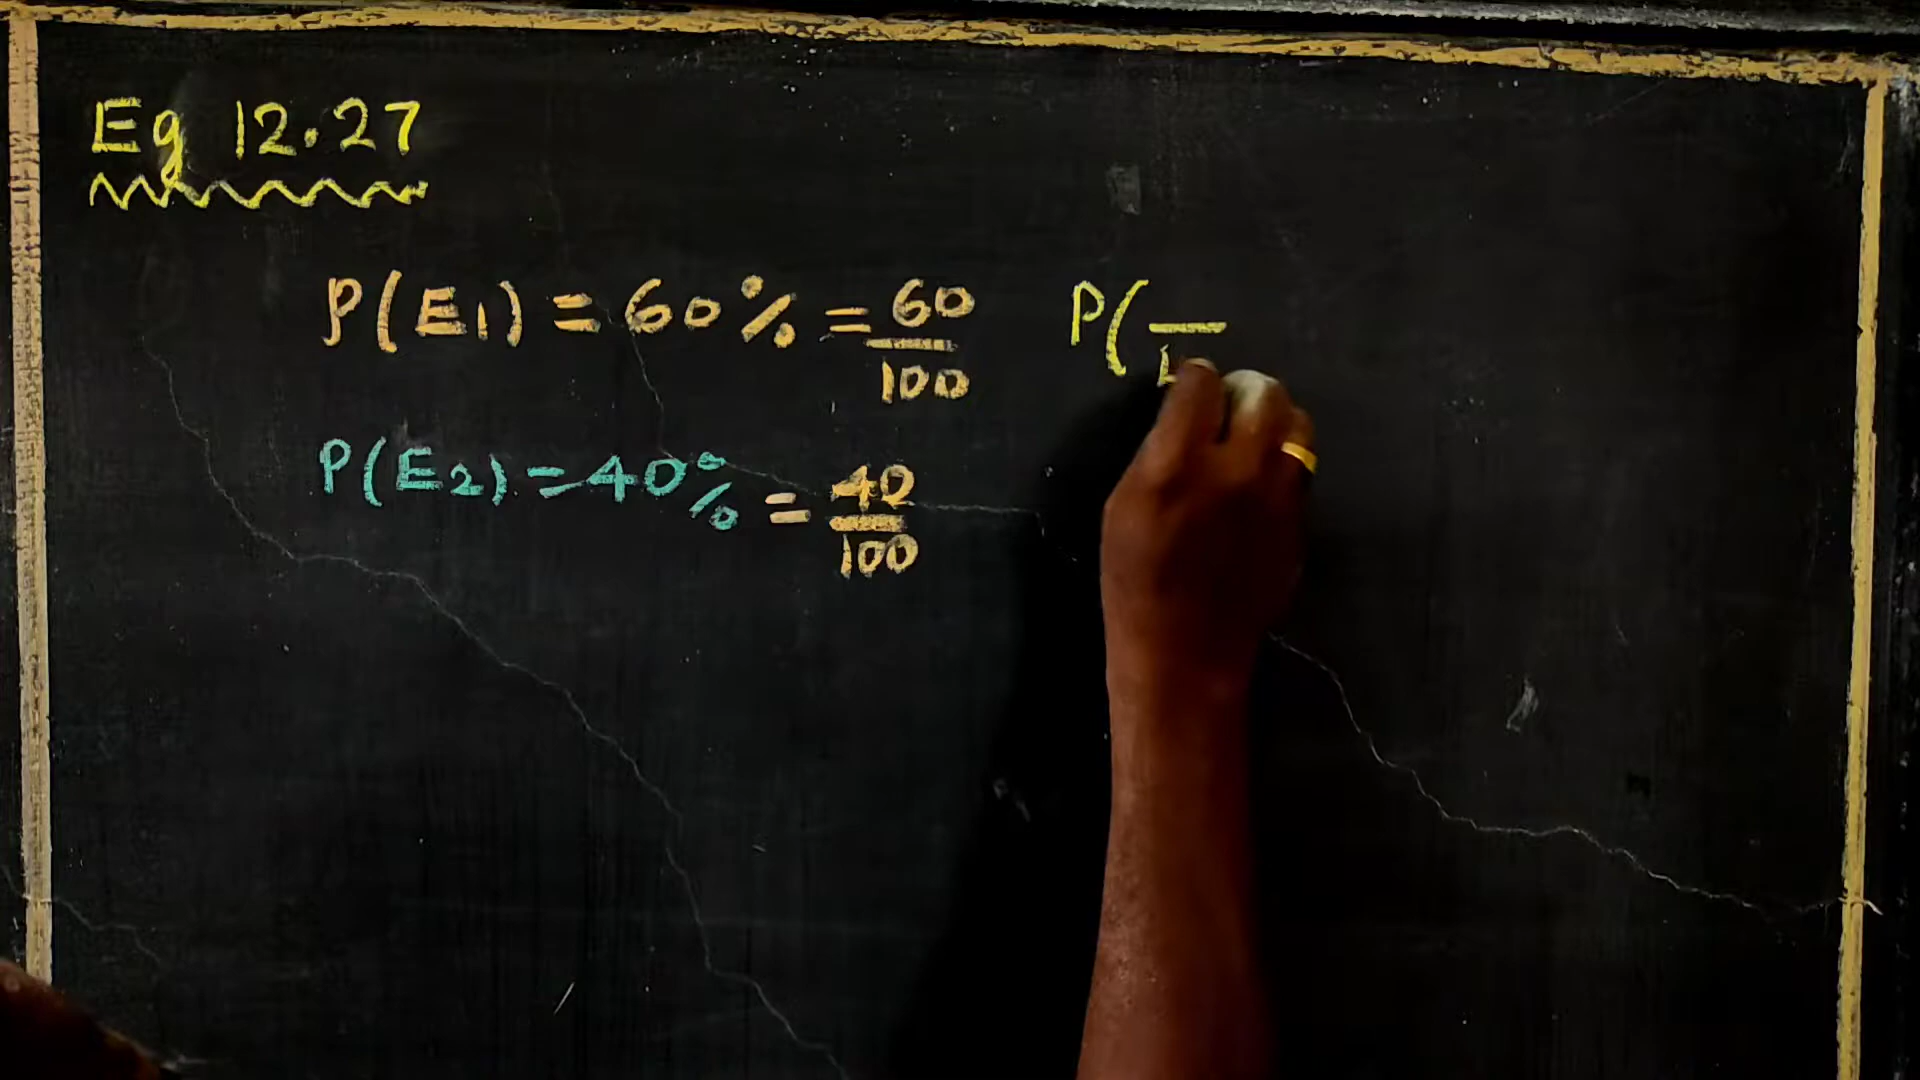 Eg 12.27
P(E1) = 60% = 60/100
P(
P(E2) = 40% = 40/100